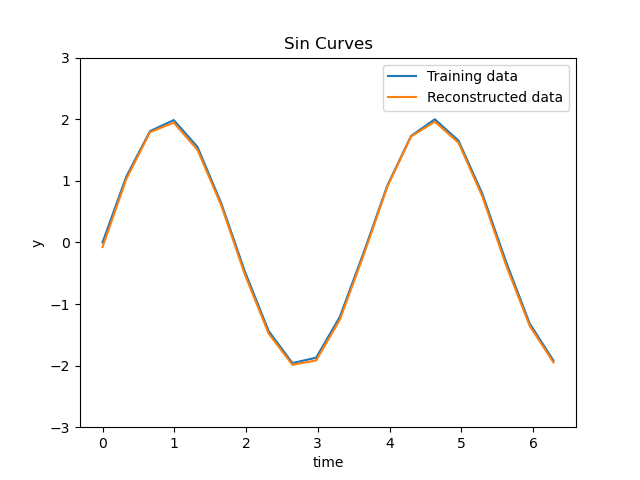 Sin Curves
Training data
Reconstructed data
3
2
1
0
−1
−2
−3
y
0 1 2 3 4 5 6
time